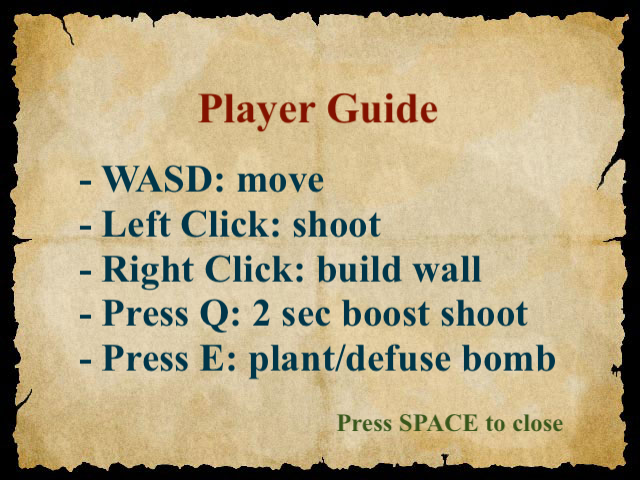 Player Guide
- WASD: move
- Left Click: shoot
- Right Click: build wall
- Press Q: 2 sec boost shoot
- Press E: plant/defuse bomb
Press SPACE to close